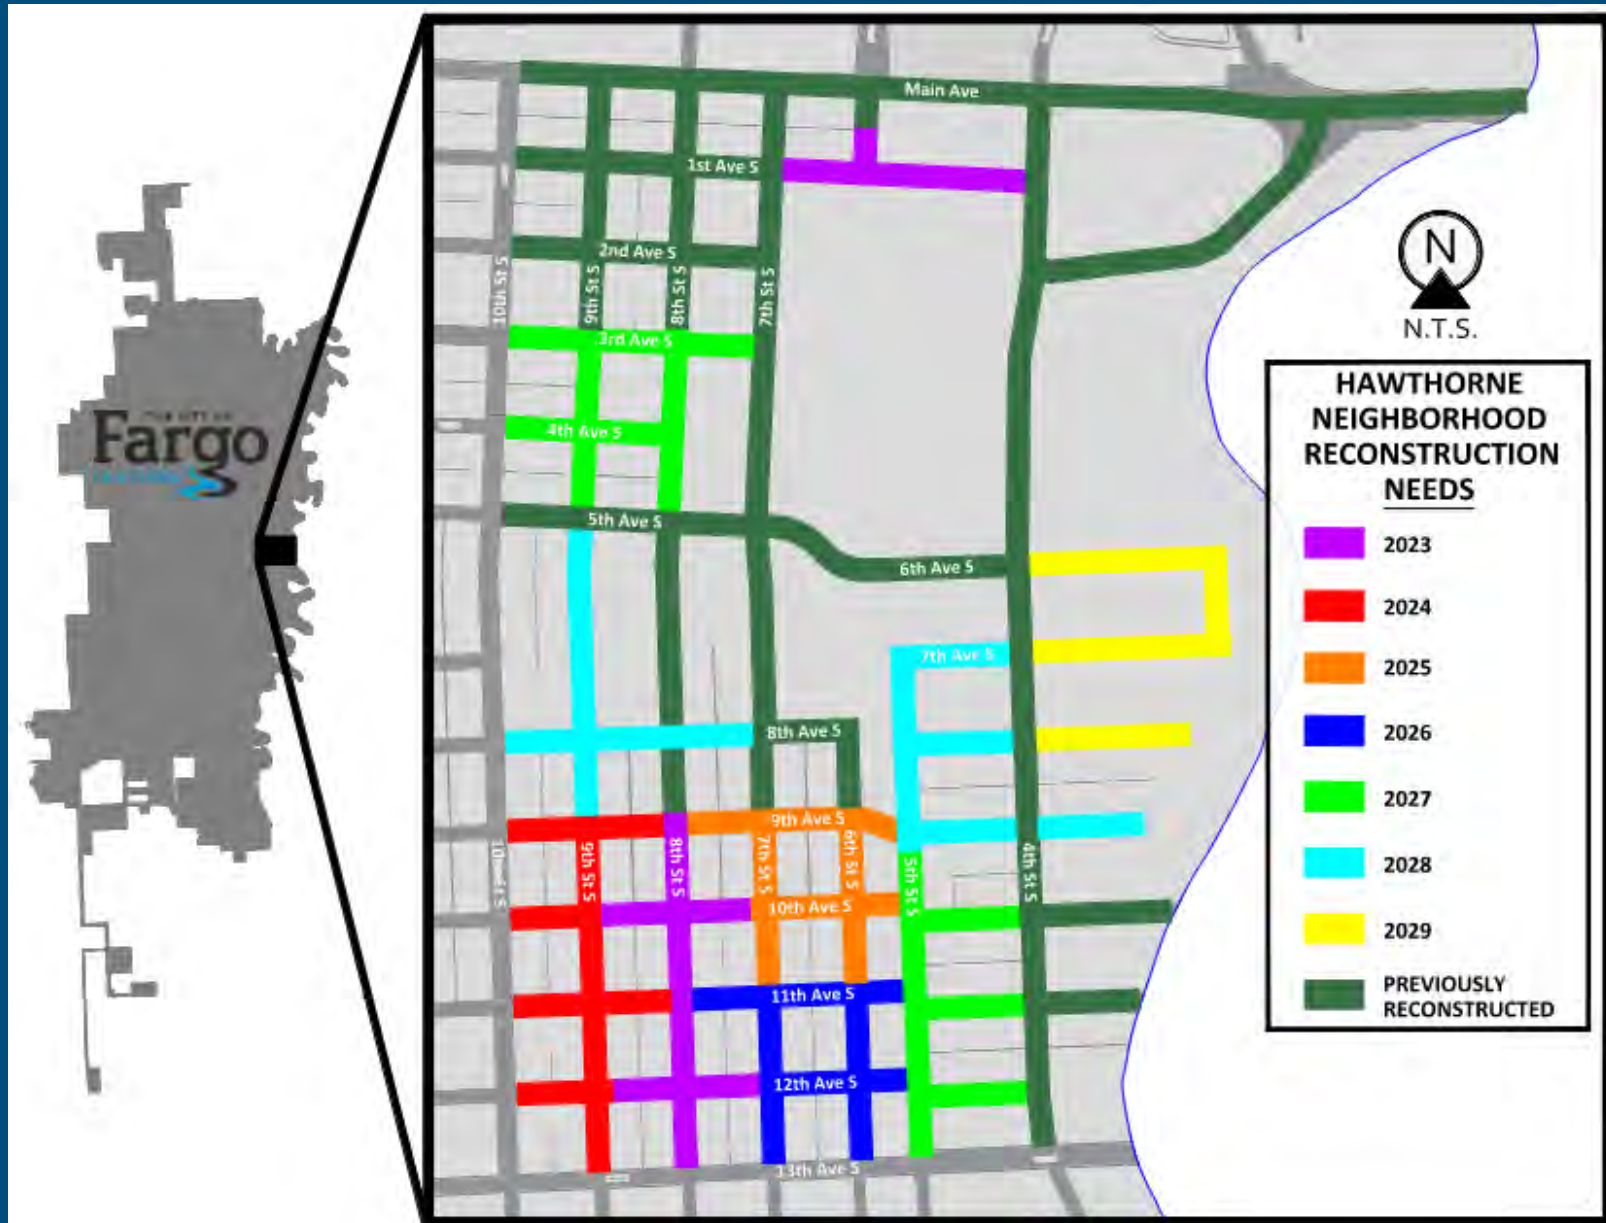 THE CITY OF
Fargo
Main Ave
1st Ave S
2nd Ave S
10th St S
9th St S
8th St S
7th St S
3rd Ave S
4th Ave S
5th Ave S
6th Ave S
7th Ave S
8th Ave S
9th Ave S
10th St S
9th St S
8th St S
7th St S
6th St S
5th St S
4th St S
10th Ave S
11th Ave S
12th Ave S
13th Ave S
N
N.T.S.
HAWTHORNE
NEIGHBORHOOD
RECONSTRUCTION
NEEDS
2023
2024
2025
2026
2027
2028
2029
PREVIOUSLY
RECONSTRUCTED